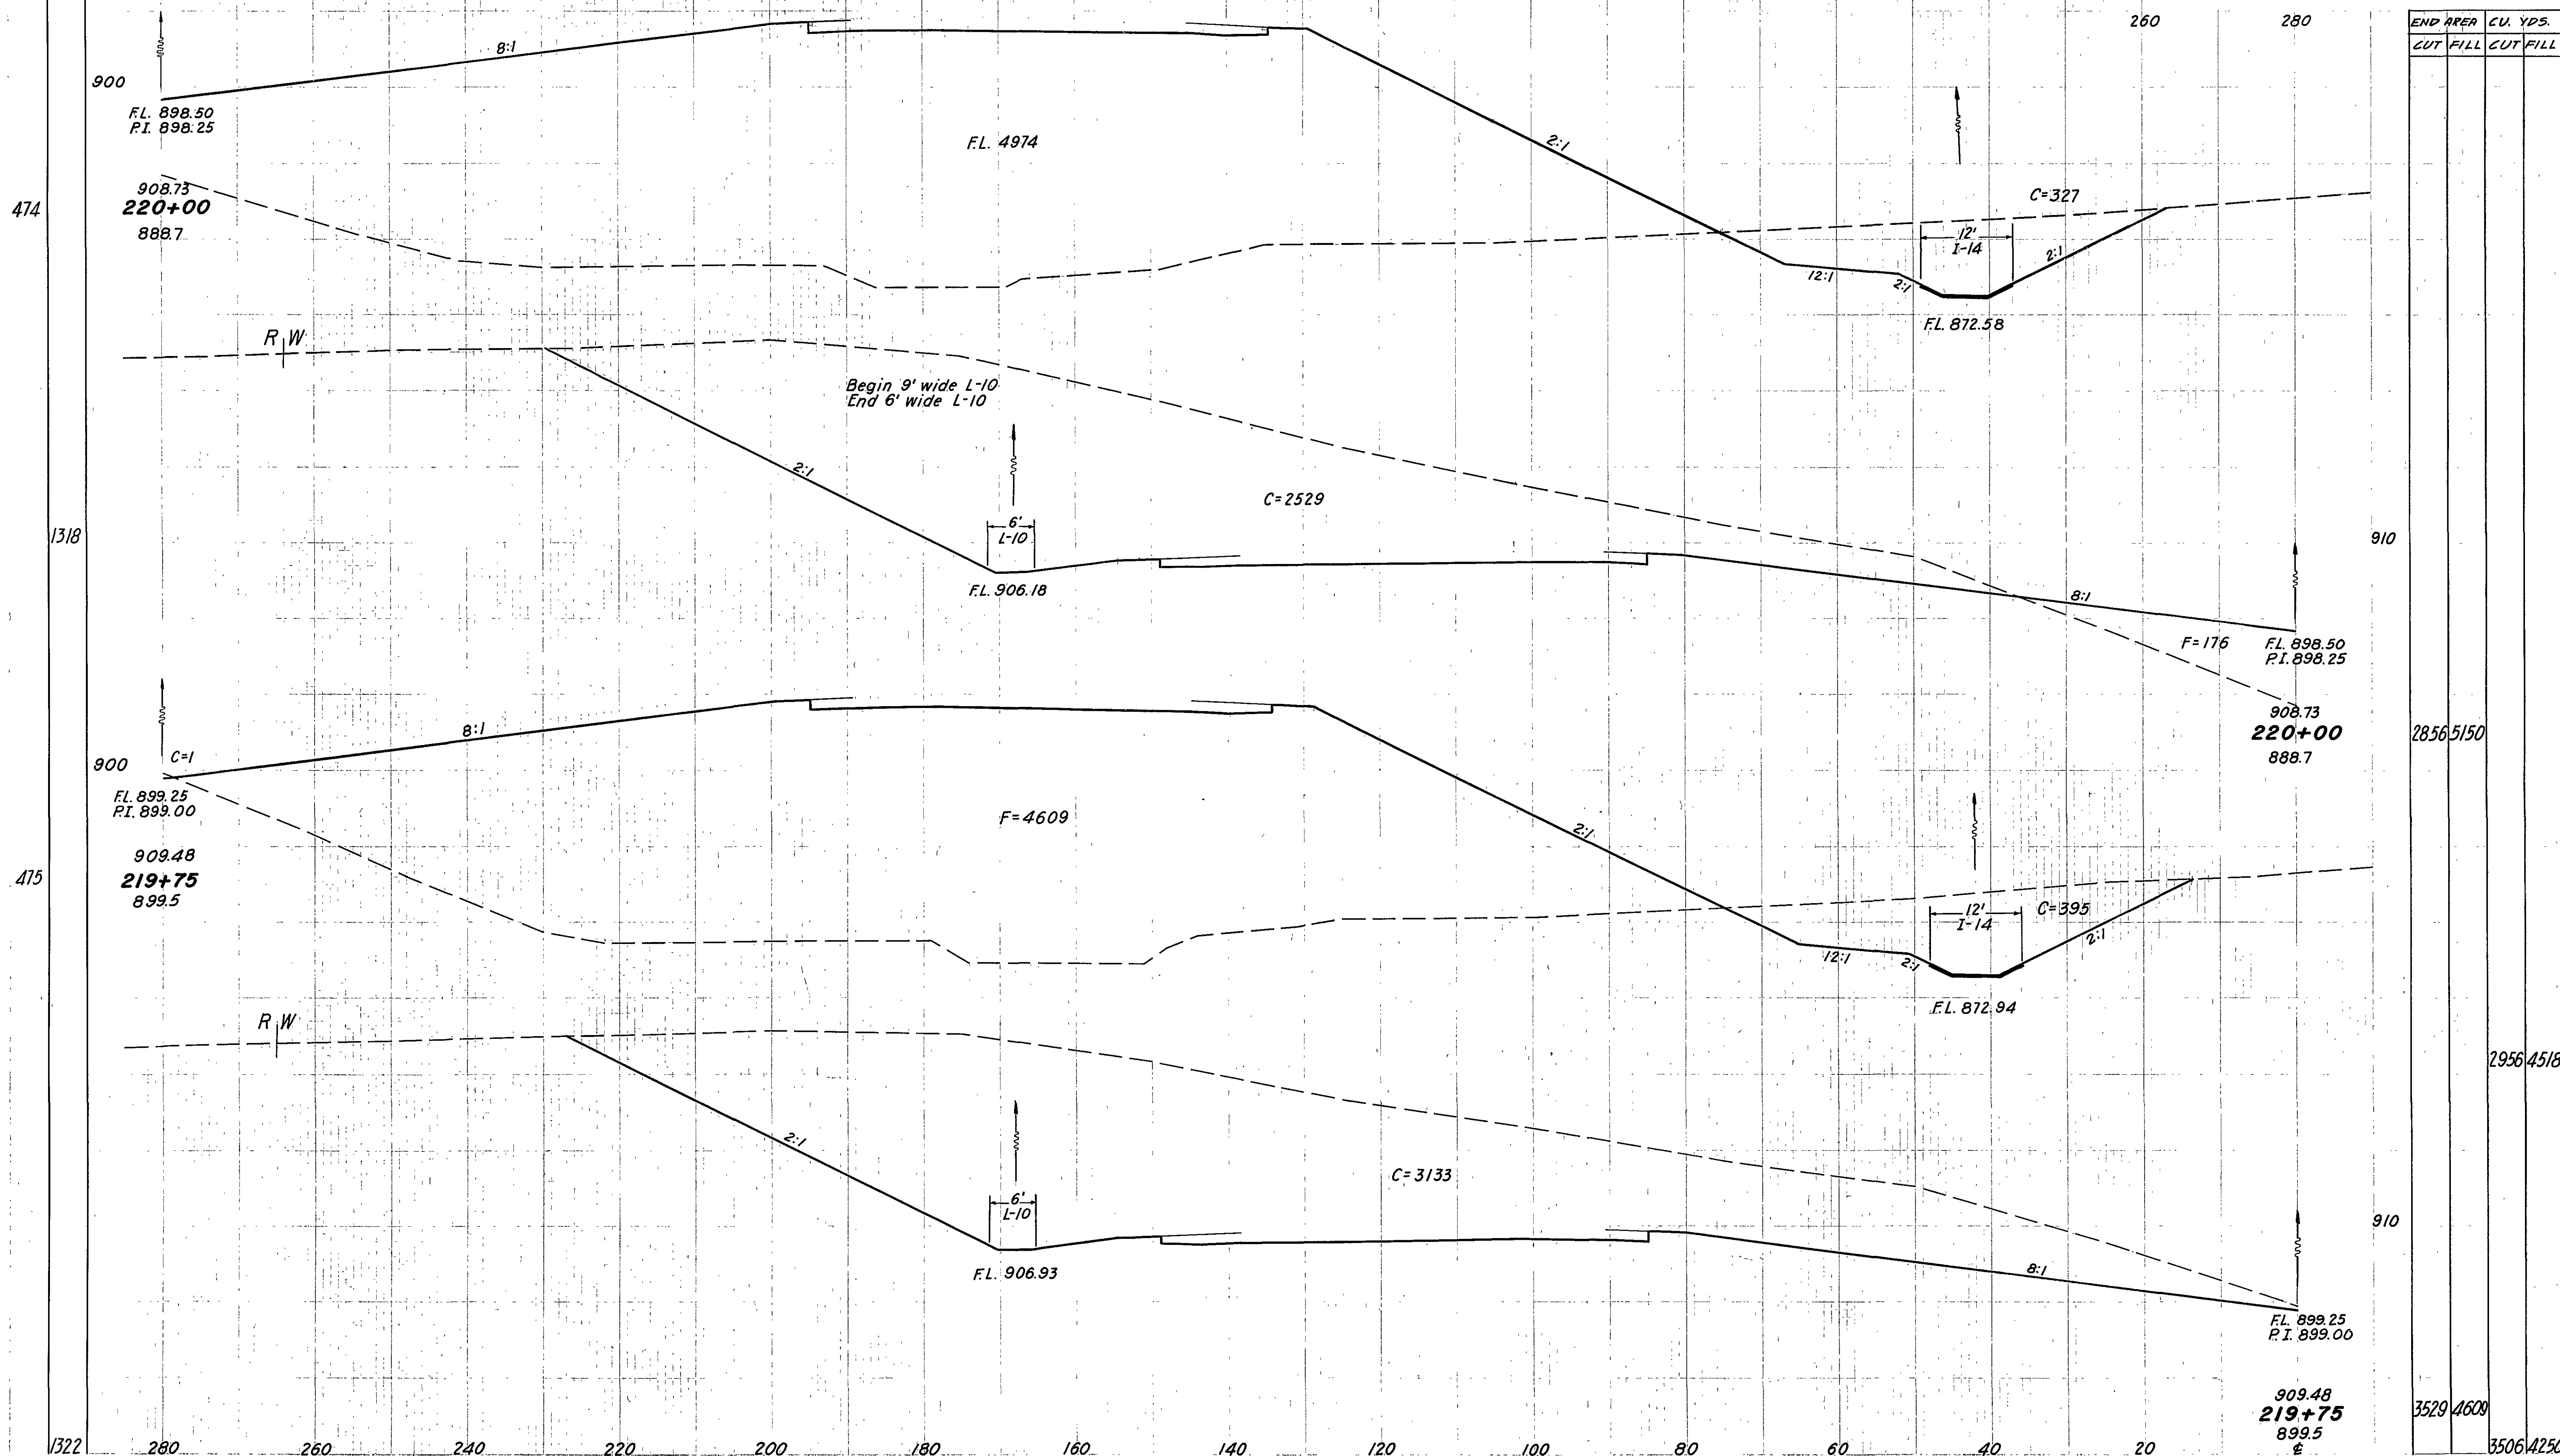 260 280
END AREA CU. YDS.
CUT FILL CUT FILL
8:1
900
F.L. 898.50
P.I. 898.25
F.L. 4974
2:1
908.73
220+00
888.7
474
C=327
12'
I-14
2:1
12:1
2:1
F.L. 872.58
R W
Begin 9' wide L-10
End 6' wide L-10
2:1
C=2529
6'
L-10
1318
910
F.L. 906.18
8:1
F=176
F.L. 898.50
P.I. 898.25
908.73
220+00
888.7
2856 5150
8:1
C=1
900
F.L. 899.25
P.I. 899.00
F=4609
2:1
909.48
219+75
899.5
475
12'
I-14
C=395
2:1
12:1
2:1
F.L. 872.94
R W
2956 4518
2:1
C=3133
6'
L-10
910
F.L. 906.93
8:1
F.L. 899.25
P.I. 899.00
909.48
219+75
899.5
3529 4609
1322
280 260 240 220 200 180 160 140 120 100 80 60 40 20 ℄
3506 4250